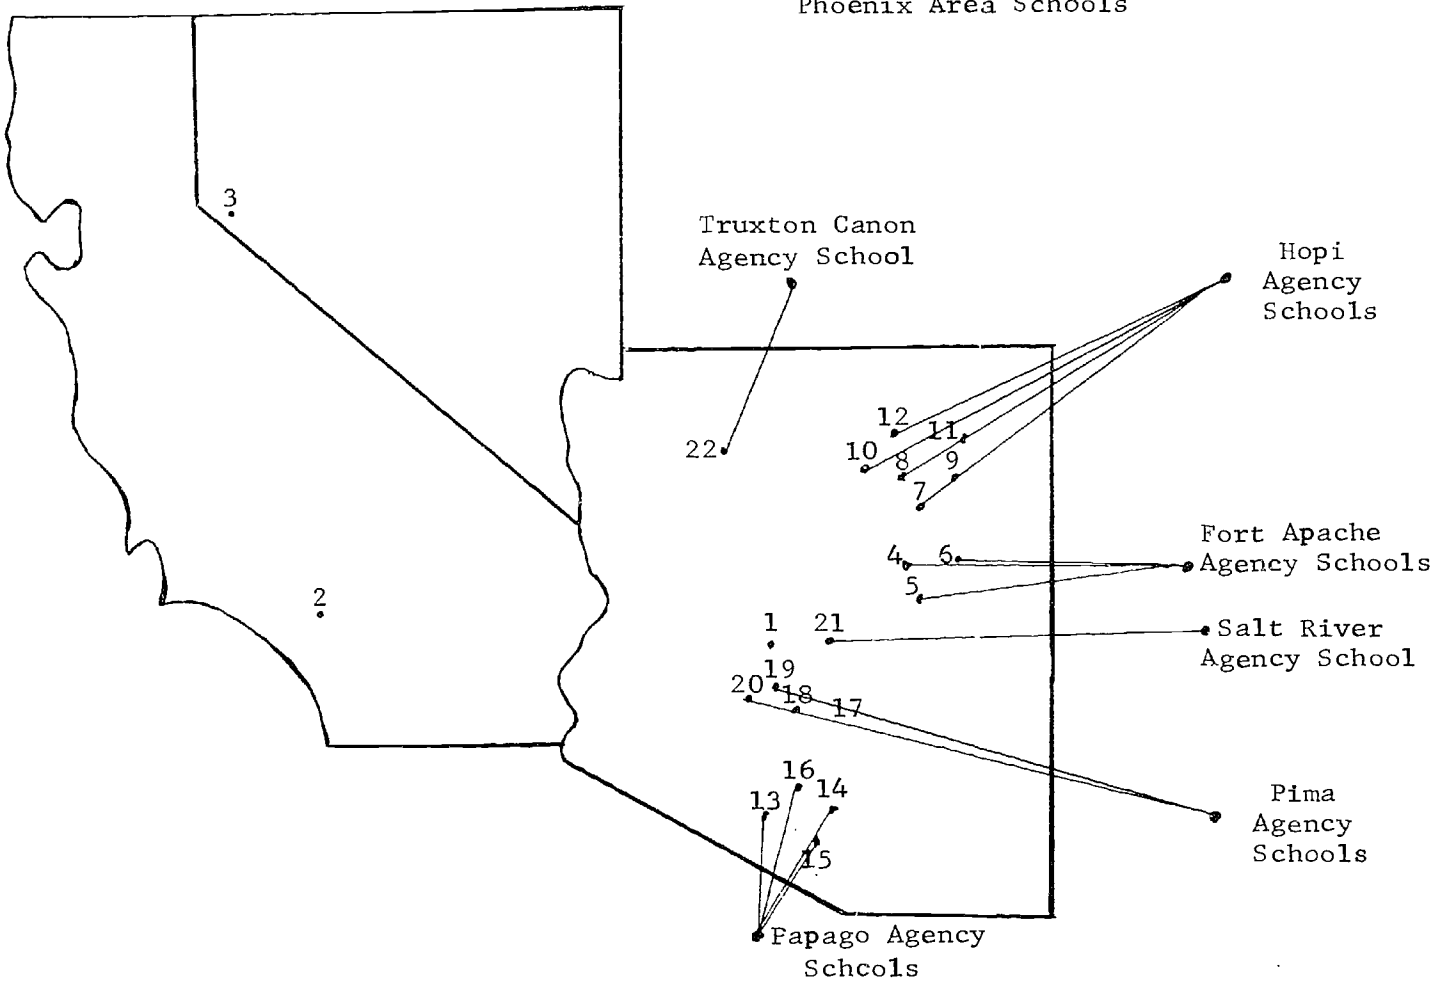 Phoenix Area Schools
3
Truxton Canon
Agency School
Hopi
Agency
Schools
12
11
10
8
9
22
7
Fort Apache
Agency Schools
4
6
5
2
1
21
Salt River
Agency School
19
20
18
17
16
14
13
15
Pima
Agency
Schools
Papago Agency
Schcols